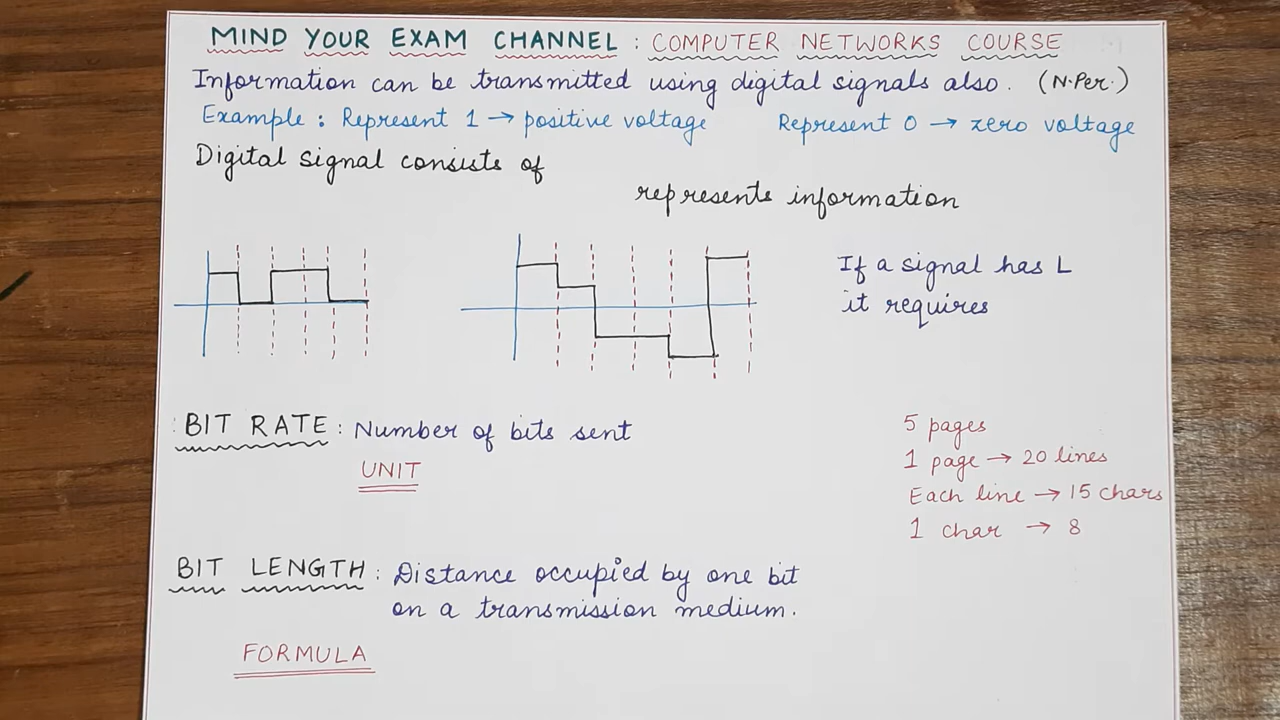 MIND YOUR EXAM CHANNEL : COMPUTER NETWORKS COURSE
Information can be transmitted using digital signals also. (N.Per.)
Example : Represent 1 → positive voltage Represent 0 → zero voltage
Digital signal consists of
represents information
If a signal has L
it requires
BIT RATE : Number of bits sent
UNIT
5 pages
1 page → 20 lines
Each line → 15 chars
1 char → 8
BIT LENGTH : Distance occupied by one bit
on a transmission medium.
FORMULA